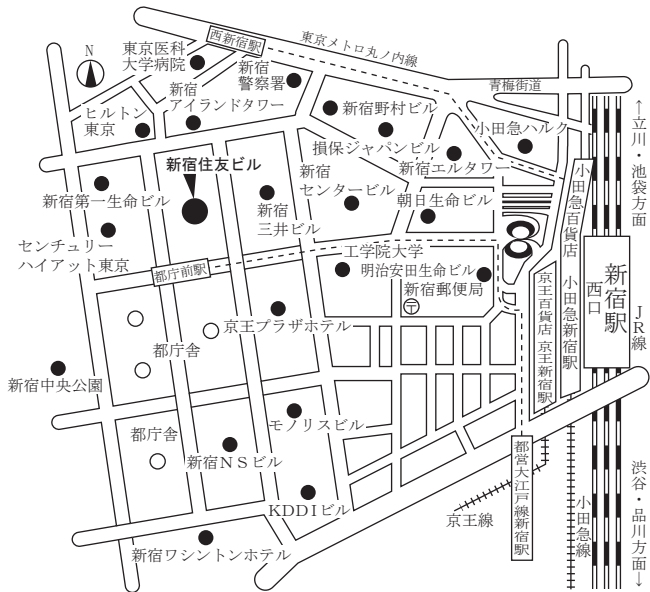 西新宿駅
東京メトロ丸ノ内線
N
東京医科
大学病院
新宿
警察署
青梅街道
新宿
アイランドタワー
ヒルトン
東京
新宿野村ビル
小田急ハルク
損保ジャパンビル
新宿エルタワー
新宿住友ビル
新宿
センタービル
新宿第一生命ビル
新宿
三井ビル
朝日生命ビル
センチュリー
ハイアット東京
都庁前駅
工学院大学
明治安田生命ビル
新宿郵便局
〒
京王プラザホテル
都庁舎
新宿中央公園
都庁舎
モノリスビル
新宿NSビル
KDDIビル
新宿ワシントンホテル
京王線
都営大江戸線新宿駅
小田急線
京王百貨店
京王新宿駅
小田急百貨店
小田急新宿駅
新宿駅
西口
JR線
←立川・池袋方面
渋谷・品川方面→